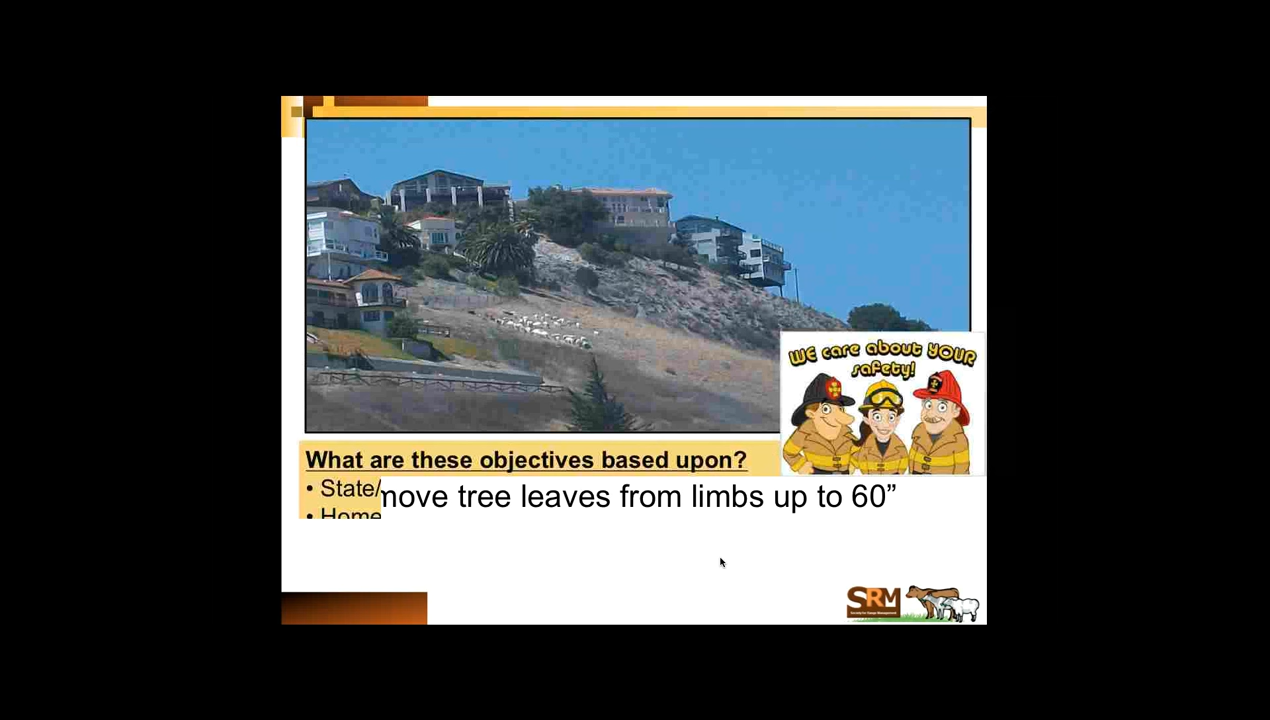 WE care about YOUR
safety!
What are these objectives based upon?
• State/
move tree leaves from limbs up to 60”
• Home
SRM